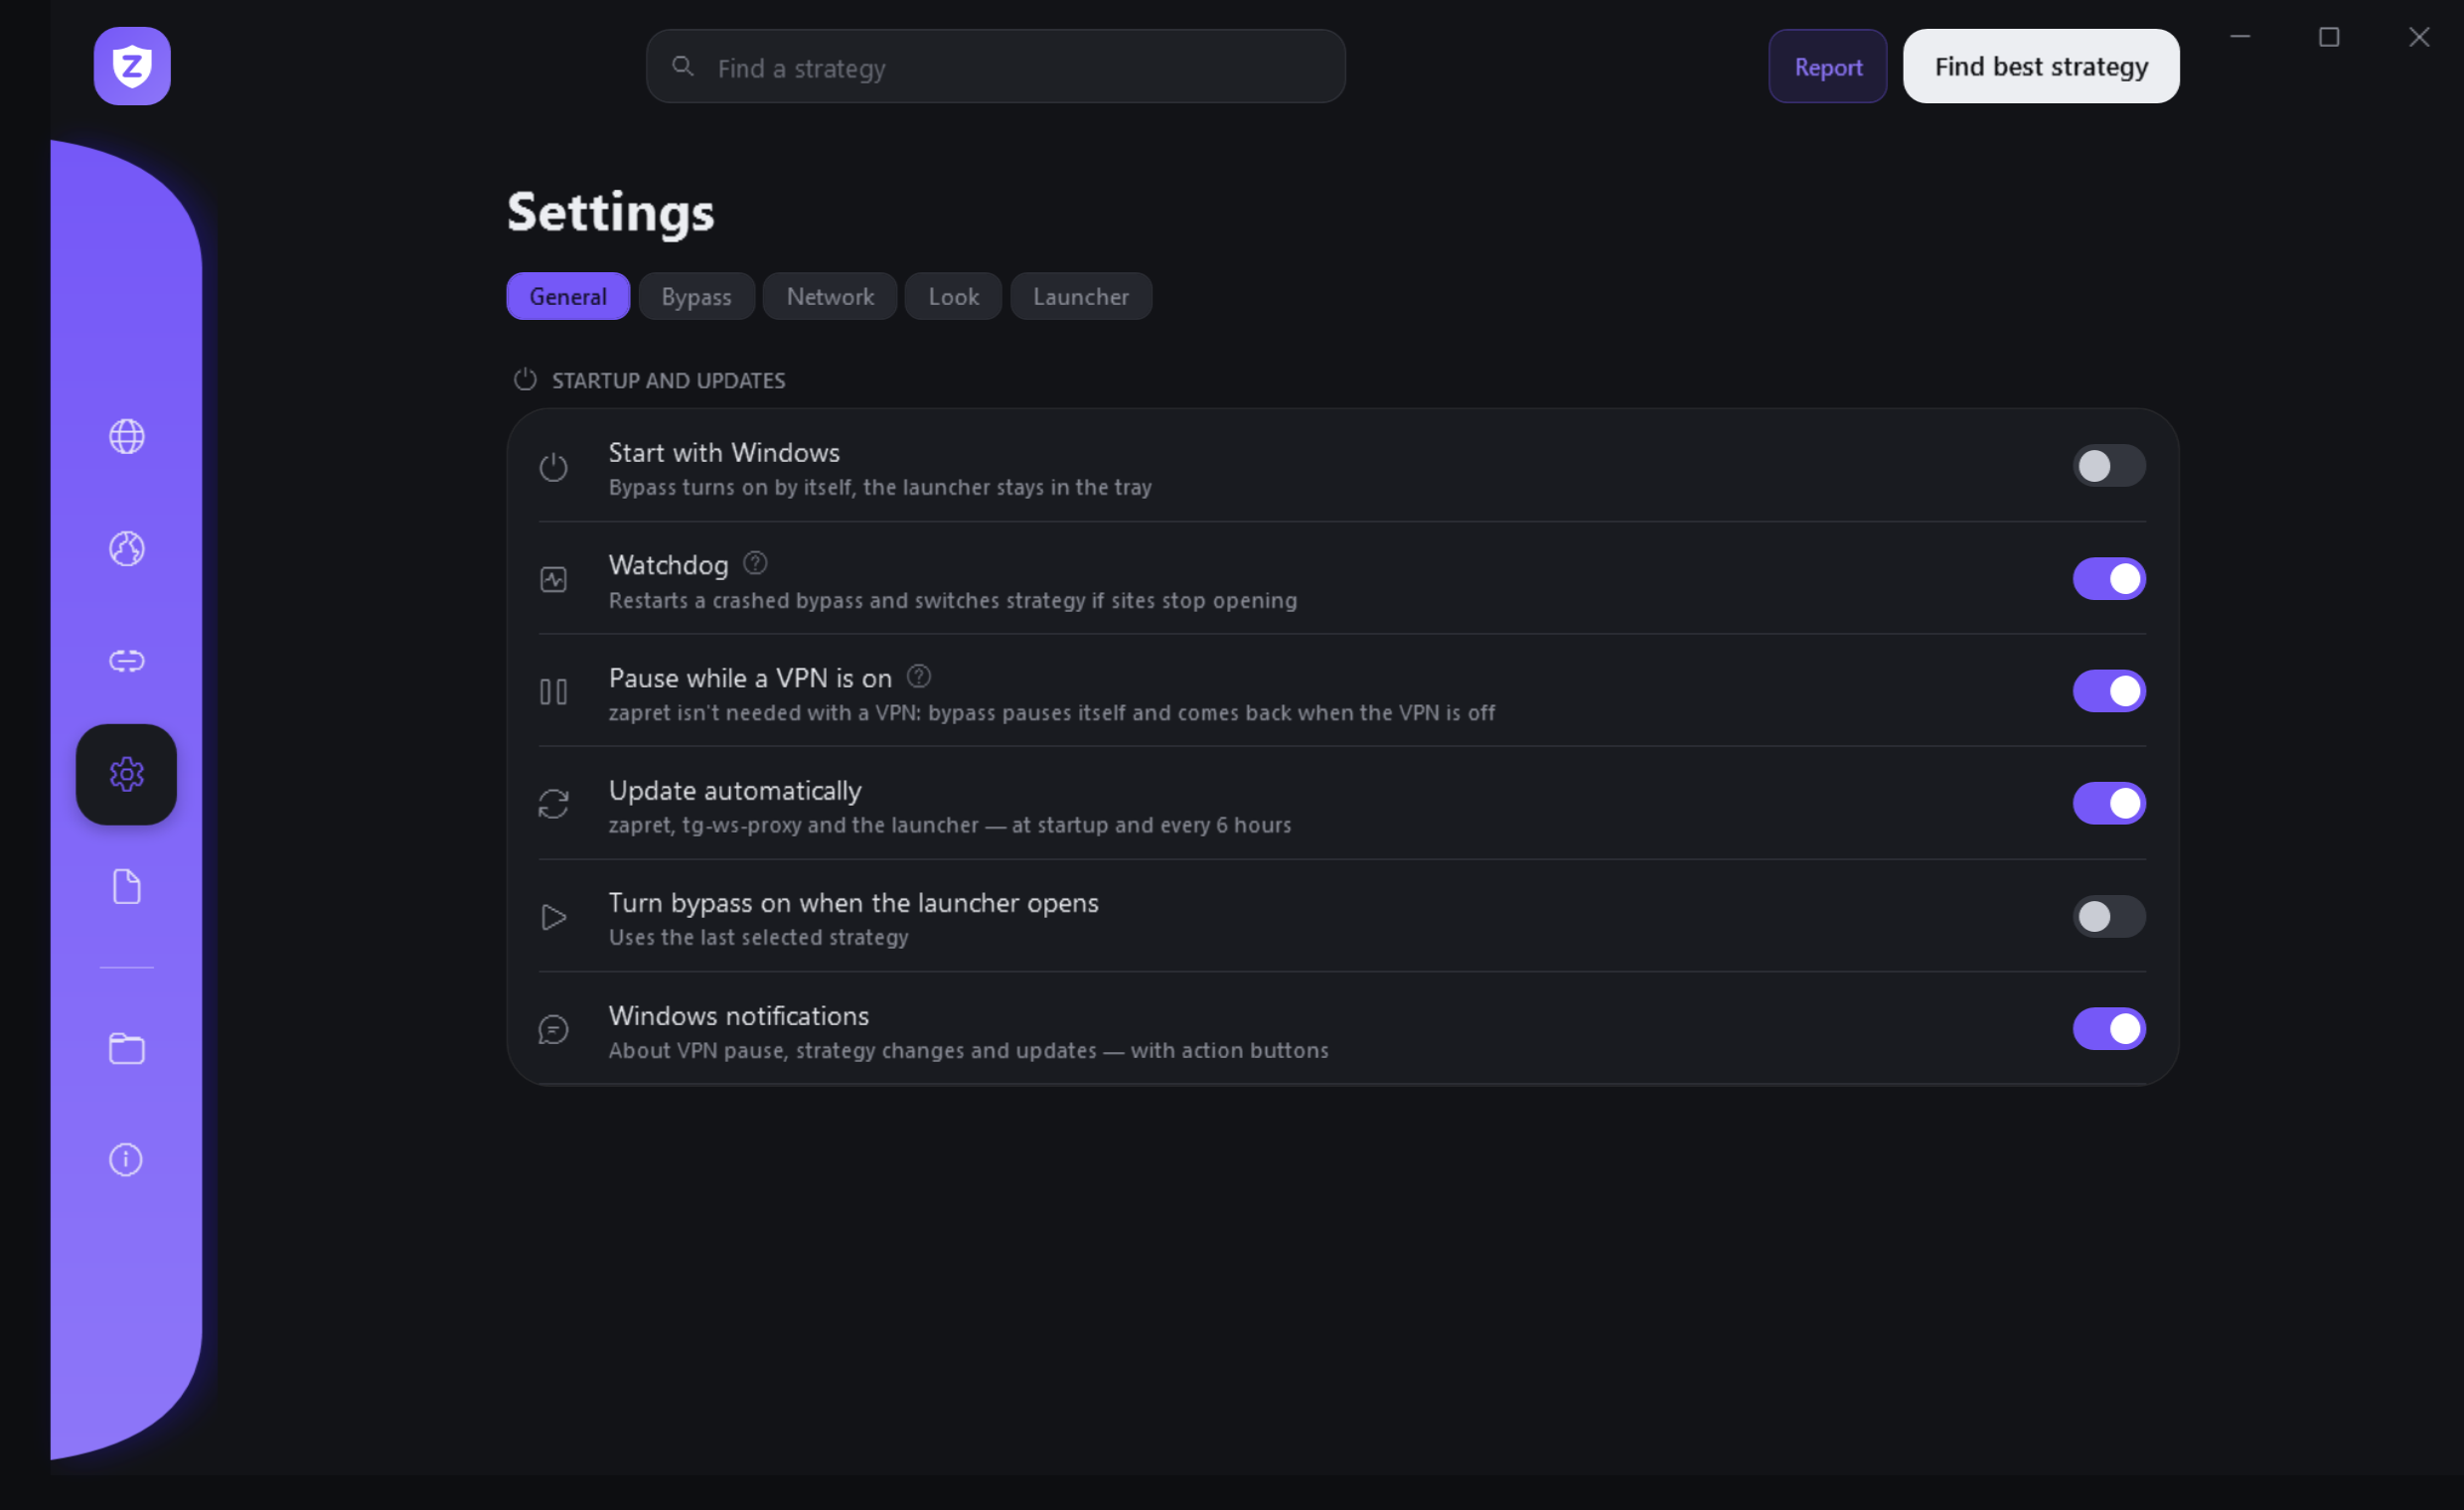 Z
Find a strategy
Report
Find best strategy
Settings
General
Bypass
Network
Look
Launcher
STARTUP AND UPDATES
Start with Windows
Bypass turns on by itself, the launcher stays in the tray
Watchdog
Restarts a crashed bypass and switches strategy if sites stop opening
Pause while a VPN is on
zapret isn't needed with a VPN: bypass pauses itself and comes back when the VPN is off
Update automatically
zapret, tg-ws-proxy and the launcher — at startup and every 6 hours
Turn bypass on when the launcher opens
Uses the last selected strategy
Windows notifications
About VPN pause, strategy changes and updates — with action buttons